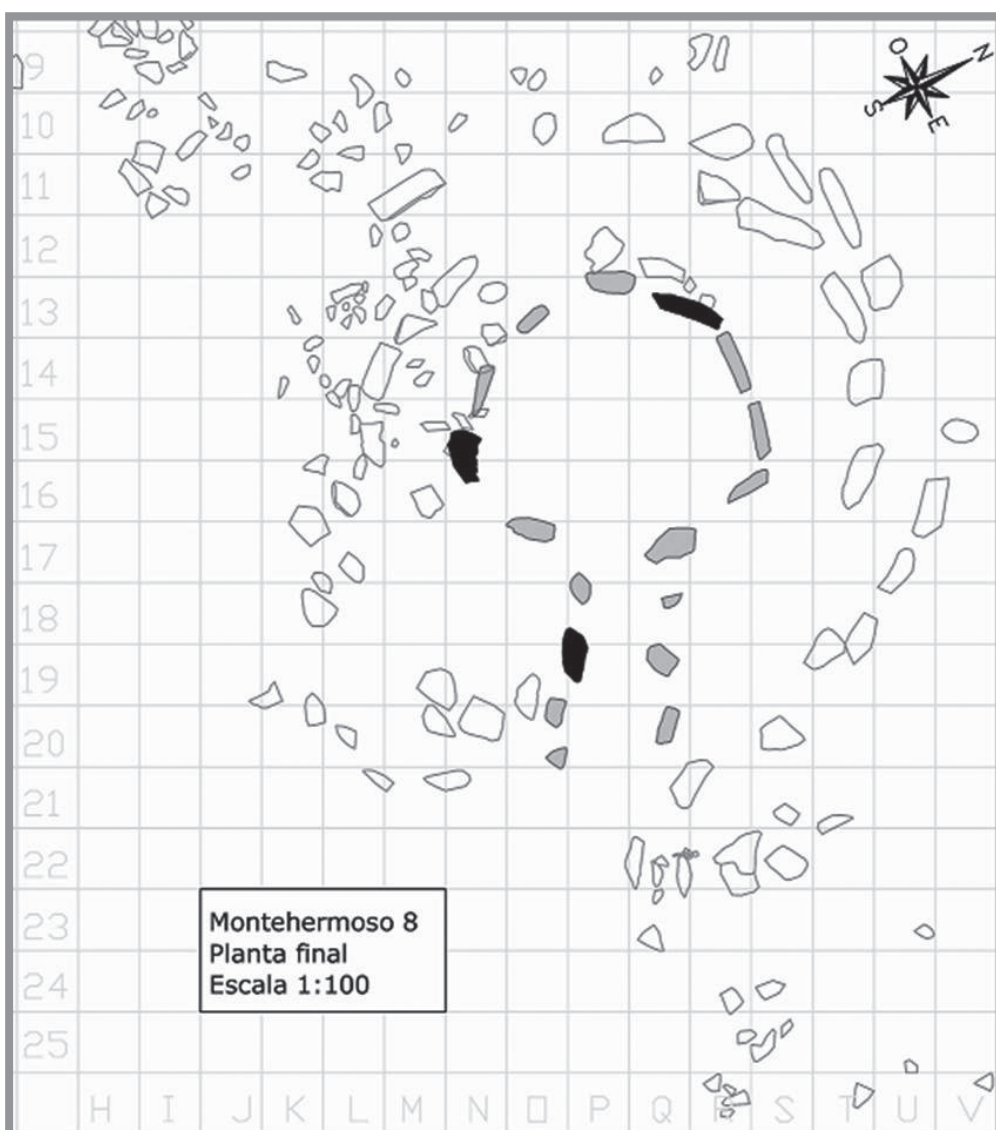 9
10
11
12
13
14
15
16
17
18
19
20
21
22
23
24
25
O
N
S
E
Montehermoso 8
Planta final
Escala 1:100
H I J K L M N O P Q R S T U V